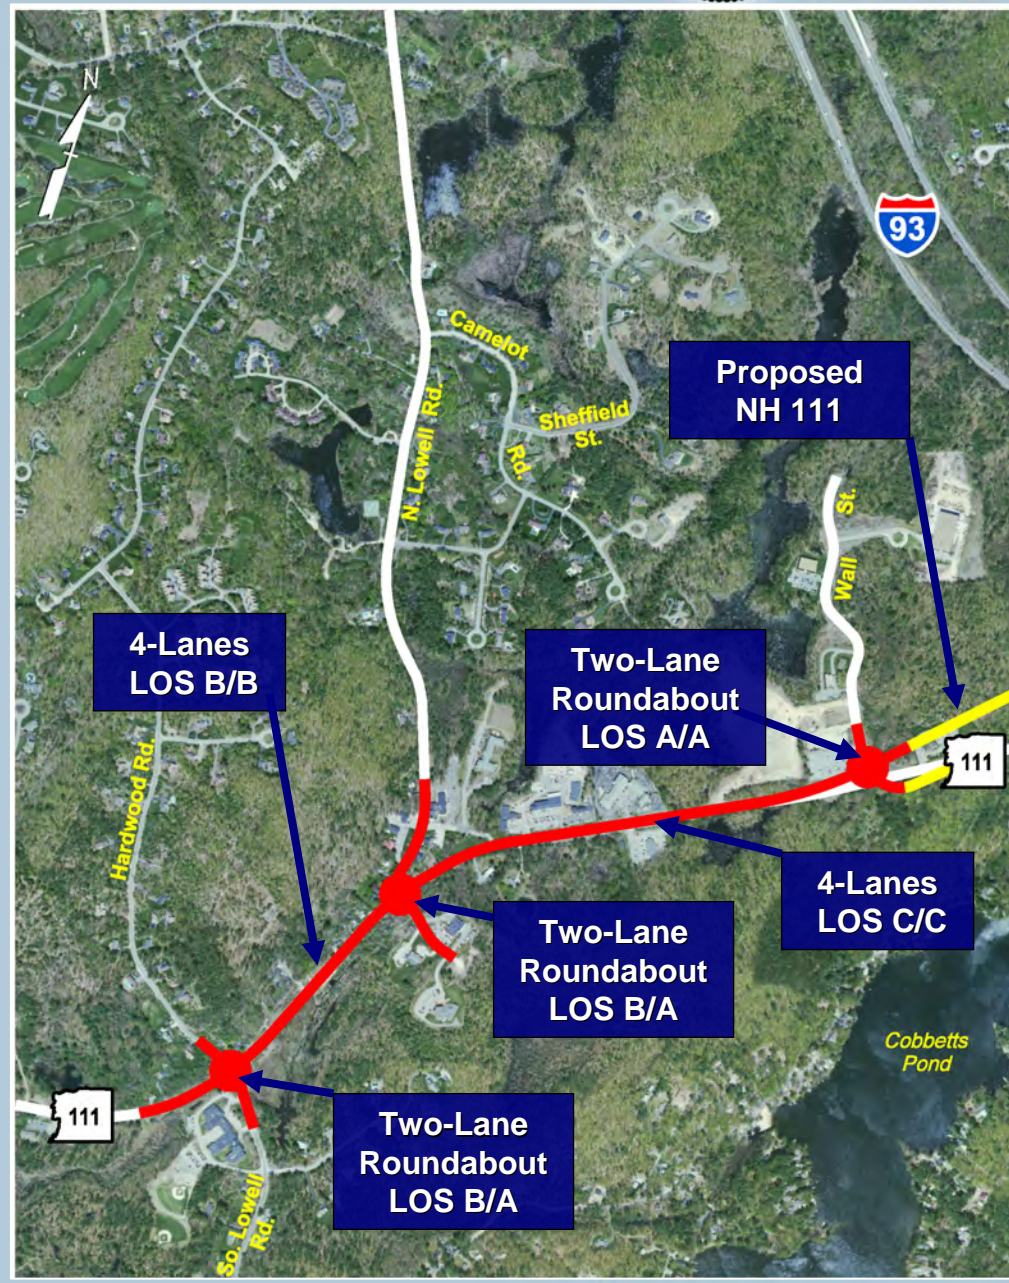 N
93
Camelot
Rd.
Sheffield
St.
Proposed
NH 111
N. Lowell Rd.
Wall
St.
4-Lanes
LOS B/B
Two-Lane
Roundabout
LOS A/A
111
Hardwood Rd.
4-Lanes
LOS C/C
Two-Lane
Roundabout
LOS B/A
Cobbetts
Pond
111
Two-Lane
Roundabout
LOS B/A
So. Lowell
Rd.